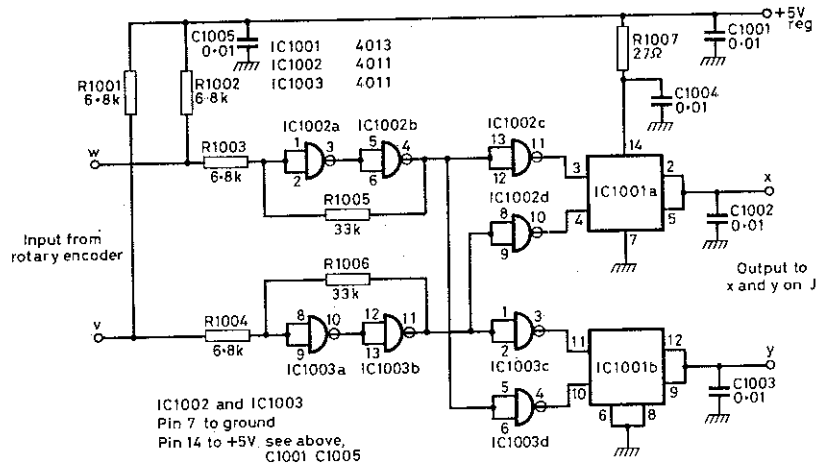 +5V
reg
C1005
0·01
IC1001 4013
IC1002 4011
IC1003 4011
R1007
27Ω
C1001
0·01
R1001
6·8k
R1002
6·8k
C1004
0·01
IC1002a
IC1002b
IC1002c
w
R1003
6·8k
1
2
3
5
6
4
13
12
11
14
3
4
2
5
7
IC1001a
x
C1002
0·01
R1005
33k
IC1002d
8
9
10
Input from
rotary encoder
Output to
x and y on J
R1006
33k
v
R1004
6·8k
8
9
10
12
13
11
IC1003a
IC1003b
1
2
3
IC1003c
11
10
12
9
6
8
IC1001b
y
C1003
0·01
5
6
4
IC1003d
IC1002 and IC1003
Pin 7 to ground
Pin 14 to +5V, see above,
C1001 C1005